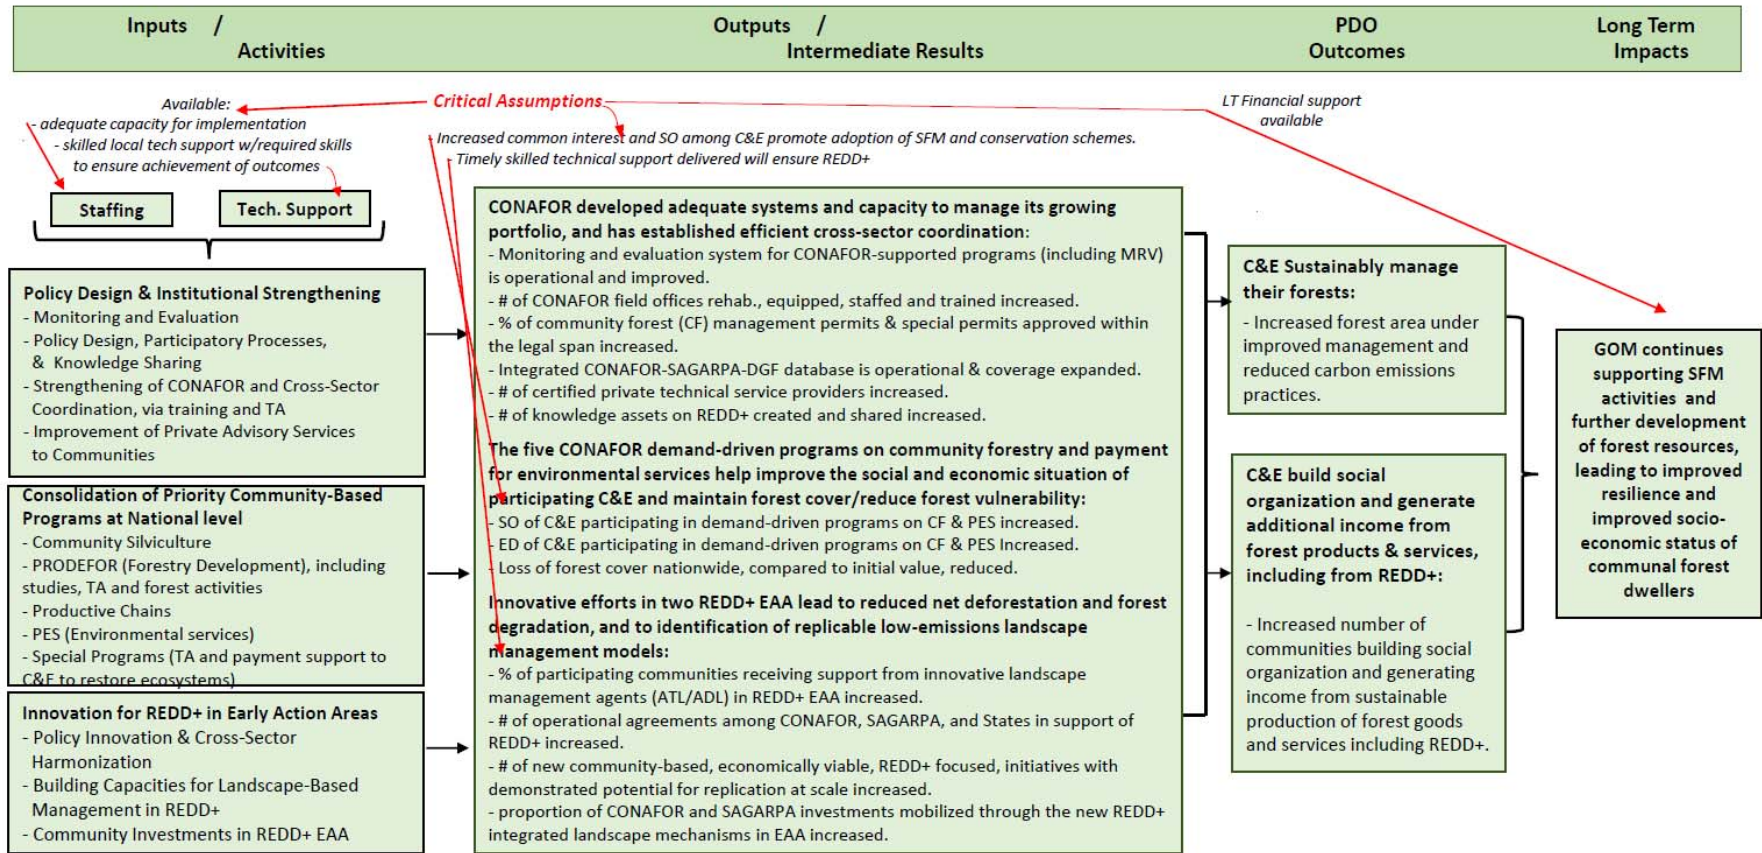 Inputs / Activities
Outputs / Intermediate Results
PDO Outcomes
Long Term Impacts
Critical Assumptions
Available:
- adequate capacity for implementation
- skilled local tech support w/required skills
to ensure achievement of outcomes
- Increased common interest and SO among C&E promote adoption of SFM and conservation schemes.
- Timely skilled technical support delivered will ensure REDD+
LT Financial support
available
Staffing
Tech. Support
Policy Design & Institutional Strengthening
- Monitoring and Evaluation
- Policy Design, Participatory Processes,
& Knowledge Sharing
- Strengthening of CONAFOR and Cross-Sector
Coordination, via training and TA
- Improvement of Private Advisory Services
to Communities
Consolidation of Priority Community-Based
Programs at National level
- Community Silviculture
- PRODEFOR (Forestry Development), including
studies, TA and forest activities
- Productive Chains
- PES (Environmental services)
- Special Programs (TA and payment support to
C&E to restore ecosystems)
Innovation for REDD+ in Early Action Areas
- Policy Innovation & Cross-Sector
Harmonization
- Building Capacities for Landscape-Based
Management in REDD+
- Community Investments in REDD+ EAA
CONAFOR developed adequate systems and capacity to manage its growing
portfolio, and has established efficient cross-sector coordination:
- Monitoring and evaluation system for CONAFOR-supported programs (including MRV)
is operational and improved.
- # of CONAFOR field offices rehab., equipped, staffed and trained increased.
- % of community forest (CF) management permits & special permits approved within
the legal span increased.
- Integrated CONAFOR-SAGARPA-DGF database is operational & coverage expanded.
- # of certified private technical service providers increased.
- # of knowledge assets on REDD+ created and shared increased.
The five CONAFOR demand-driven programs on community forestry and payment
for environmental services help improve the social and economic situation of
participating C&E and maintain forest cover/reduce forest vulnerability:
- SO of C&E participating in demand-driven programs on CF & PES increased.
- ED of C&E participating in demand-driven programs on CF & PES Increased.
- Loss of forest cover nationwide, compared to initial value, reduced.
Innovative efforts in two REDD+ EAA lead to reduced net deforestation and forest
degradation, and to identification of replicable low-emissions landscape
management models:
- % of participating communities receiving support from innovative landscape
management agents (ATL/ADL) in REDD+ EAA increased.
- # of operational agreements among CONAFOR, SAGARPA, and States in support of
REDD+ increased.
- # of new community-based, economically viable, REDD+ focused, initiatives with
demonstrated potential for replication at scale increased.
- proportion of CONAFOR and SAGARPA investments mobilized through the new REDD+
integrated landscape mechanisms in EAA increased.
C&E Sustainably manage
their forests:
- Increased forest area under
improved management and
reduced carbon emissions
practices.
C&E build social
organization and generate
additional income from
forest products & services,
including from REDD+:
- Increased number of
communities building social
organization and generating
income from sustainable
production of forest goods
and services including REDD+.
GOM continues
supporting SFM
activities and
further development
of forest resources,
leading to improved
resilience and
improved socio-
economic status of
communal forest
dwellers